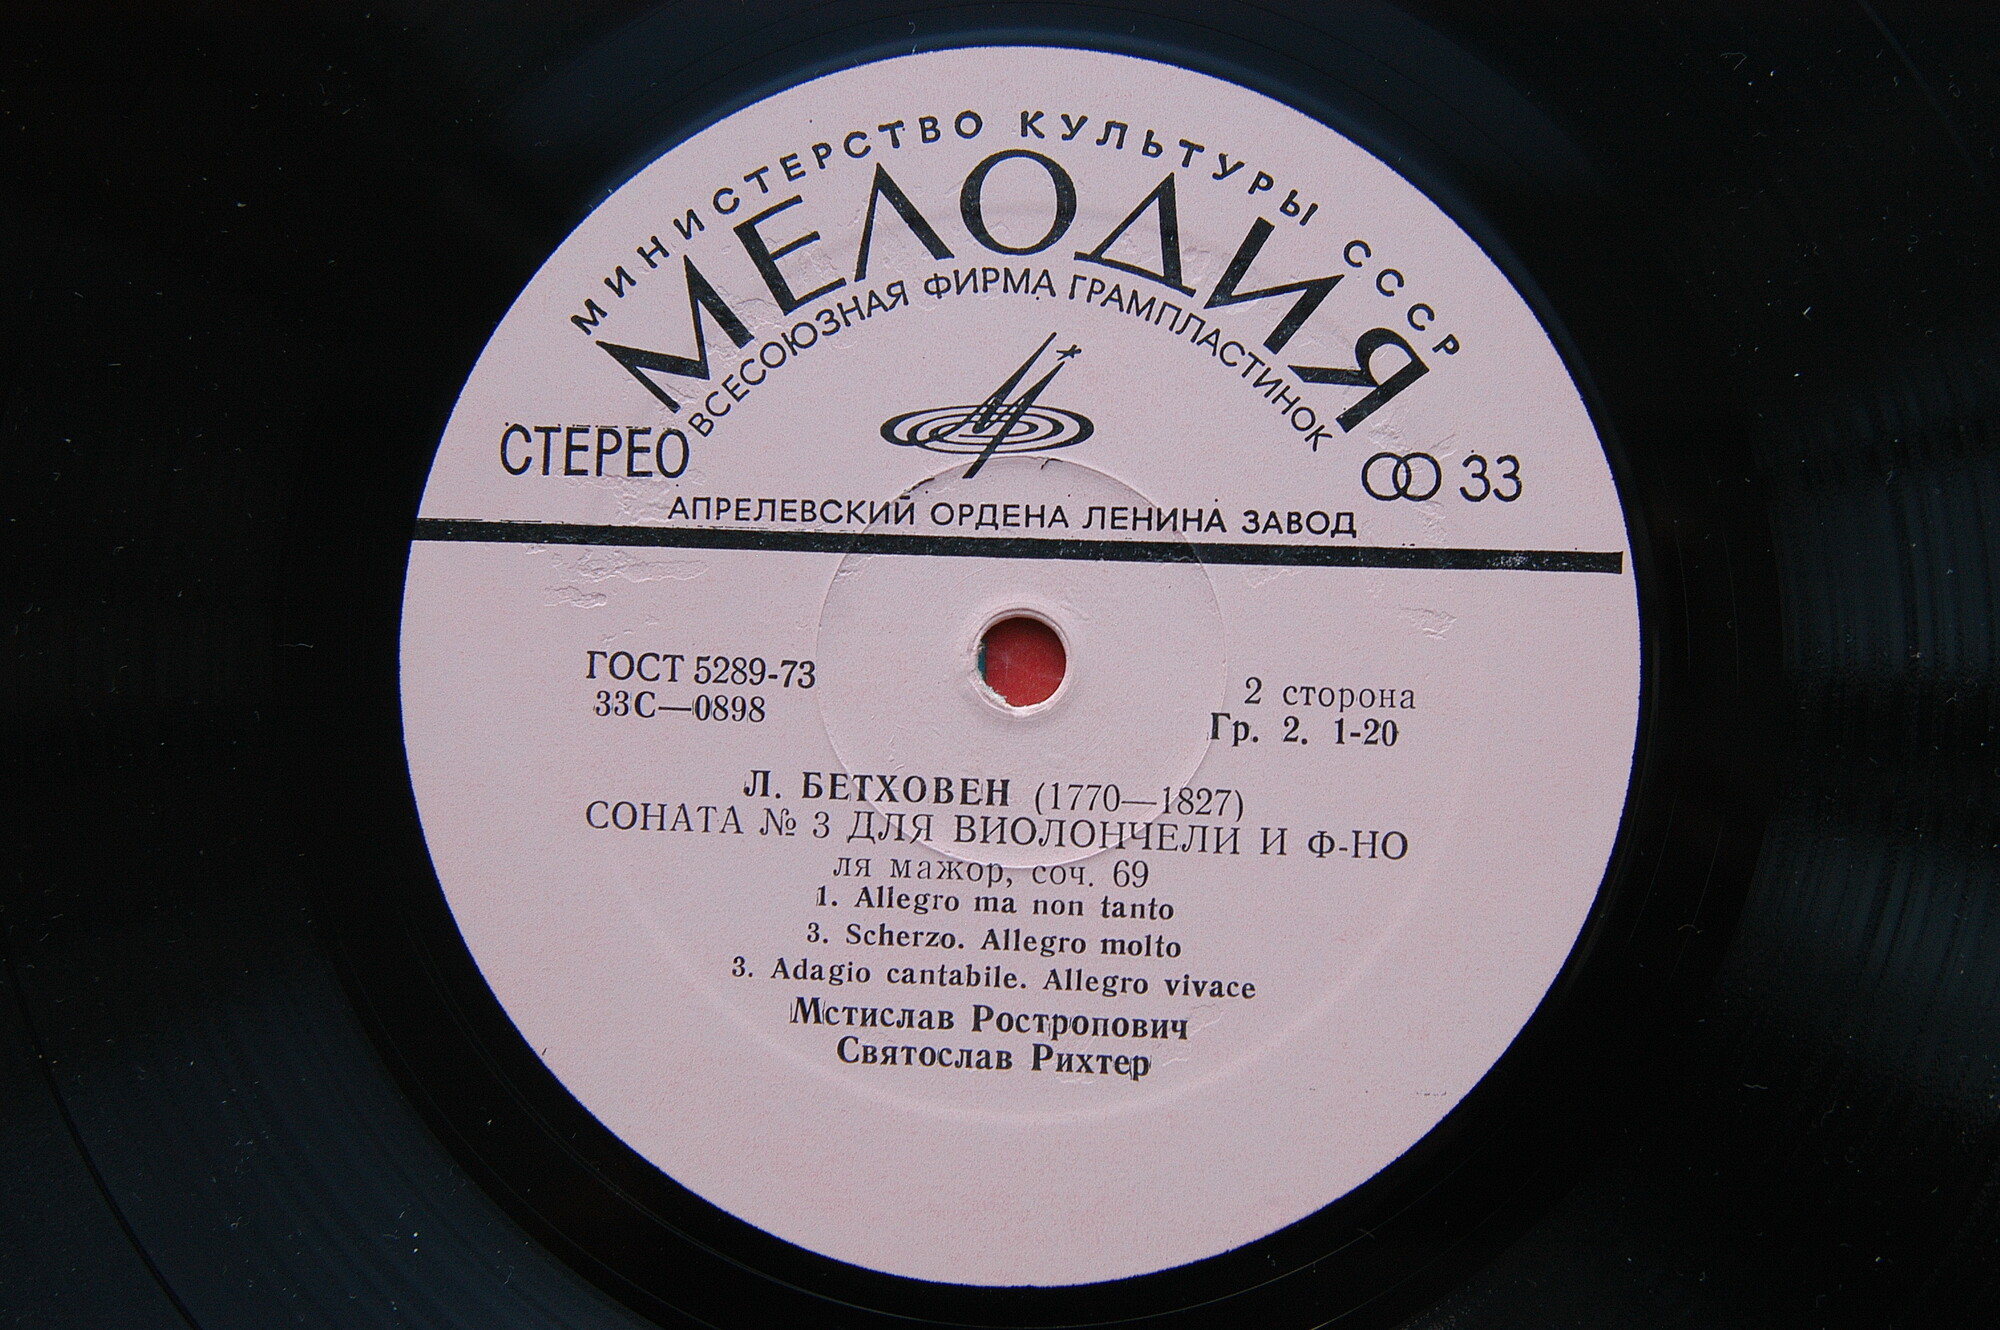 МИНИСТЕРСТВО КУЛЬТУРЫ СССР
МЕЛОДИЯ
ВСЕСОЮЗНАЯ ФИРМА ГРАМПЛАСТИНОК
СТЕРЕО
33
АПРЕЛЕВСКИЙ ОРДЕНА ЛЕНИНА ЗАВОД
ГОСТ 5289-73
33С—0898
2 сторона
Гр. 2. 1-20
Л. БЕТХОВЕН (1770—1827)
СОНАТА № 3 ДЛЯ ВИОЛОНЧЕЛИ И Ф-НО
ля мажор, соч. 69
1. Allegro ma non tanto
3. Scherzo. Allegro molto
3. Adagio cantabile. Allegro vivace
Мстислав Ростропович
Святослав Рихтер